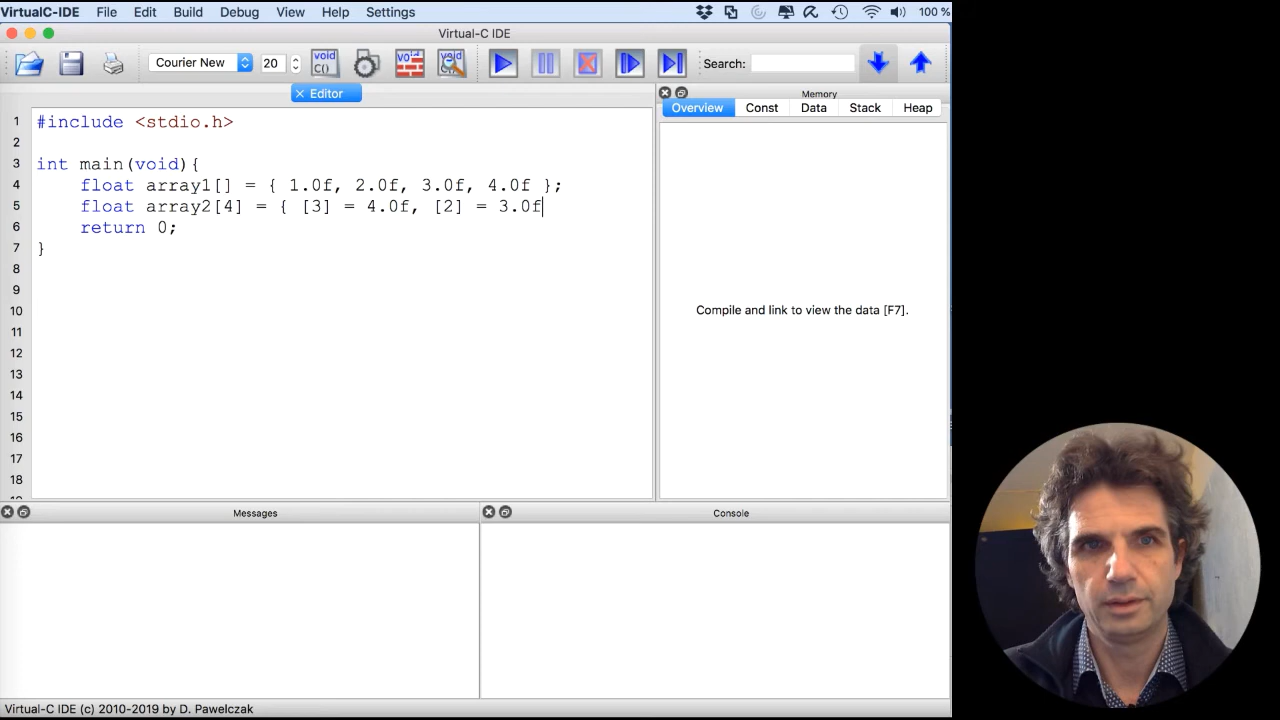 VirtualC-IDE File Edit Build Debug View Help Settings 100 %
Virtual-C IDE
Courier New 20 void C() void void C() Search:
Editor
Memory
Overview Const Data Stack Heap
1 #include <stdio.h>
2
3 int main(void){
4 float array1[] = { 1.0f, 2.0f, 3.0f, 4.0f };
5 float array2[4] = { [3] = 4.0f, [2] = 3.0f
6 return 0;
7 }
8
9
10
11
12
13
14
15
16
17
18
Compile and link to view the data [F7].
Messages
Console
Virtual-C IDE (c) 2010-2019 by D. Pawelczak